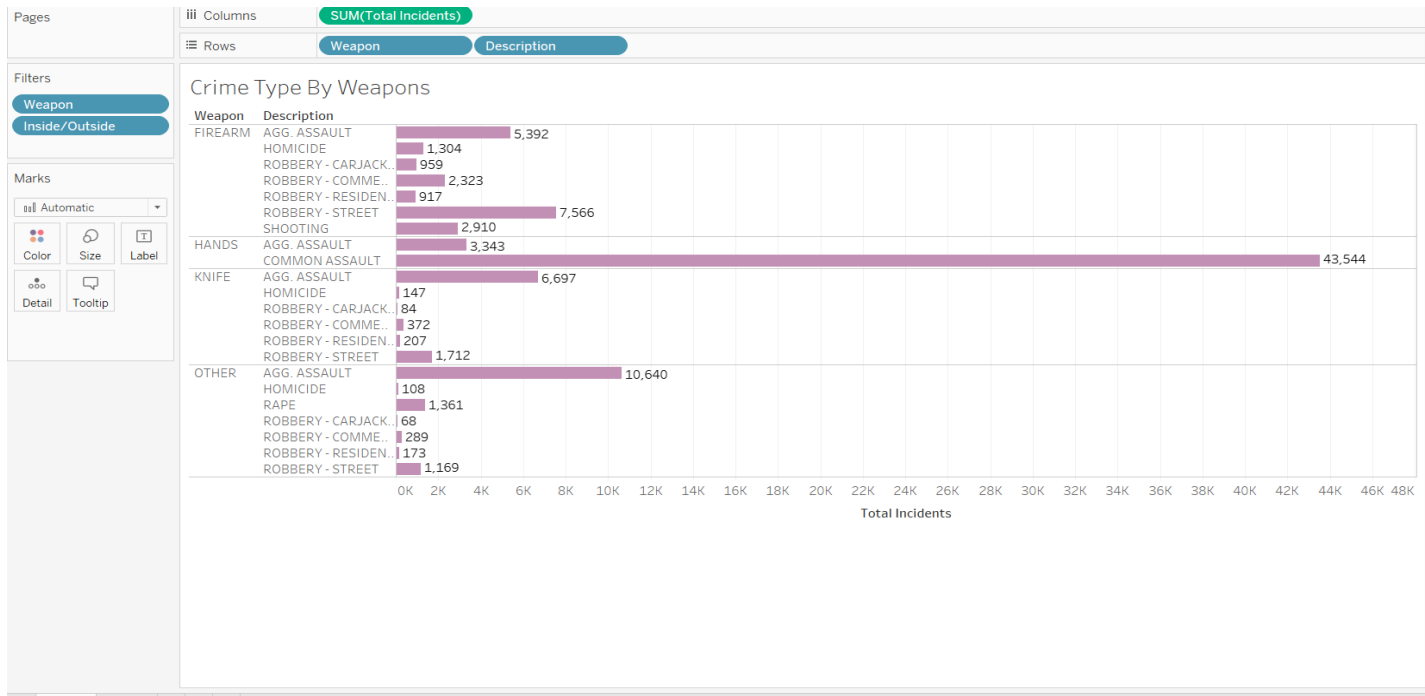 Pages
Columns SUM(Total Incidents)
Rows Weapon Description
Filters
Weapon
Inside/Outside
Marks
Automatic
Color Size Label
Detail Tooltip
Crime Type By Weapons
Weapon Description
FIREARM AGG. ASSAULT 5,392
HOMICIDE 1,304
ROBBERY - CARJACK.. 959
ROBBERY - COMME.. 2,323
ROBBERY - RESIDEN.. 917
ROBBERY - STREET 7,566
SHOOTING 2,910
HANDS AGG. ASSAULT 3,343
COMMON ASSAULT 43,544
KNIFE AGG. ASSAULT 6,697
HOMICIDE 147
ROBBERY - CARJACK.. 84
ROBBERY - COMME.. 372
ROBBERY - RESIDEN.. 207
ROBBERY - STREET 1,712
OTHER AGG. ASSAULT 10,640
HOMICIDE 108
RAPE 1,361
ROBBERY - CARJACK.. 68
ROBBERY - COMME.. 289
ROBBERY - RESIDEN.. 173
ROBBERY - STREET 1,169
0K 2K 4K 6K 8K 10K 12K 14K 16K 18K 20K 22K 24K 26K 28K 30K 32K 34K 36K 38K 40K 42K 44K 46K 48K
Total Incidents